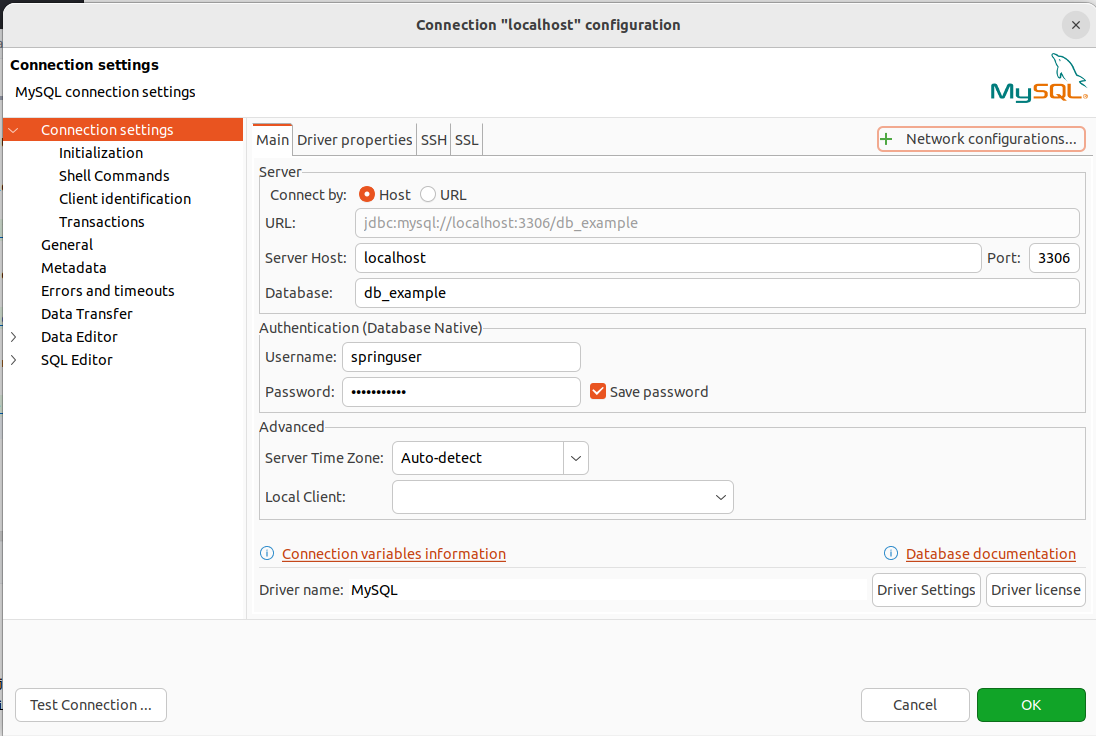 Connection "localhost" configuration
Connection settings
MySQL connection settings
MySQL
Connection settings
Initialization
Shell Commands
Client identification
Transactions
General
Metadata
Errors and timeouts
Data Transfer
Data Editor
SQL Editor
Main Driver properties SSH SSL
Network configurations...
Server
Connect by: Host URL
URL: jdbc:mysql://localhost:3306/db_example
Server Host: localhost Port: 3306
Database: db_example
Authentication (Database Native)
Username: springuser
Password: •••••••••••
Save password
Advanced
Server Time Zone: Auto-detect
Local Client:
Connection variables information
Database documentation
Driver name: MySQL
Driver Settings
Driver license
Test Connection ...
Cancel
OK